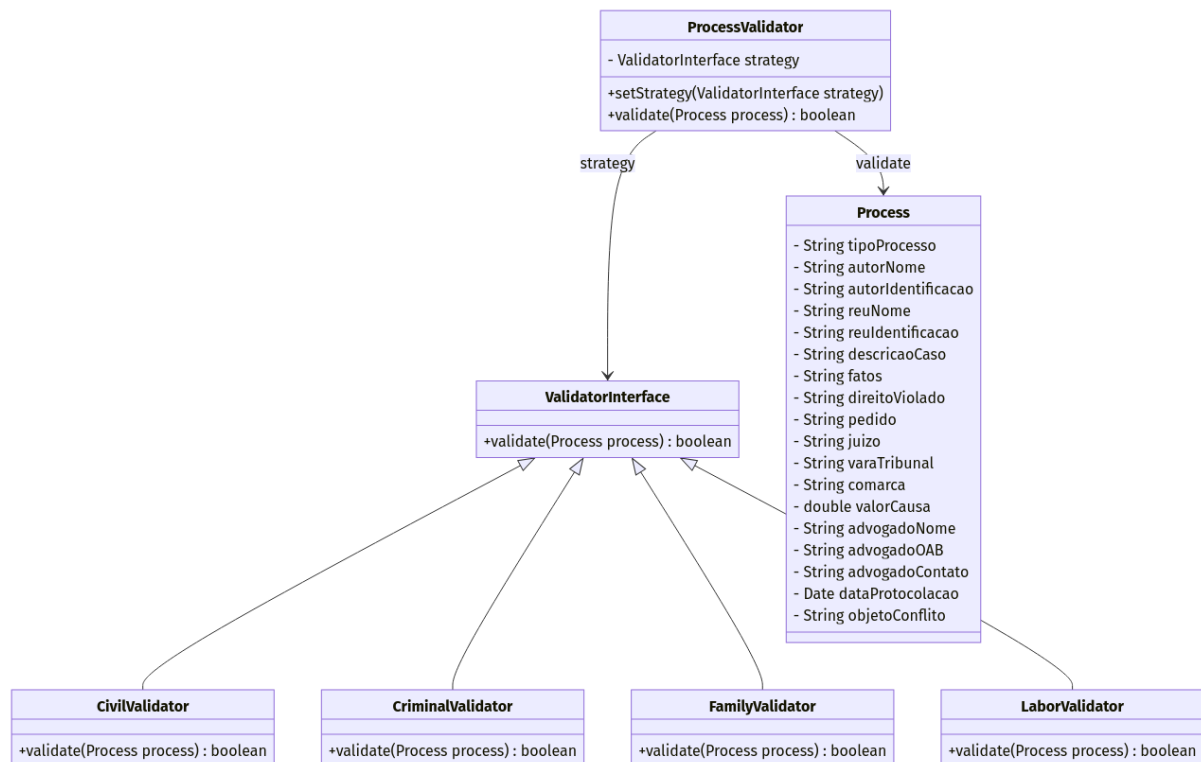 ProcessValidator
- ValidatorInterface strategy
+setStrategy(ValidatorInterface strategy)
+validate(Process process) : boolean
strategy
validate
Process
- String tipoProcesso
- String autorNome
- String autorIdentificacao
- String reuNome
- String reuIdentificacao
- String descricaoCaso
- String fatos
- String direitoViolado
- String pedido
- String juizo
- String varaTribunal
- String comarca
- double valorCausa
- String advogadoNome
- String advogadoOAB
- String advogadoContato
- Date dataProtocolacao
- String objetoConflito
ValidatorInterface
+validate(Process process) : boolean
CivilValidator
+validate(Process process) : boolean
CriminalValidator
+validate(Process process) : boolean
FamilyValidator
+validate(Process process) : boolean
LaborValidator
+validate(Process process) : boolean